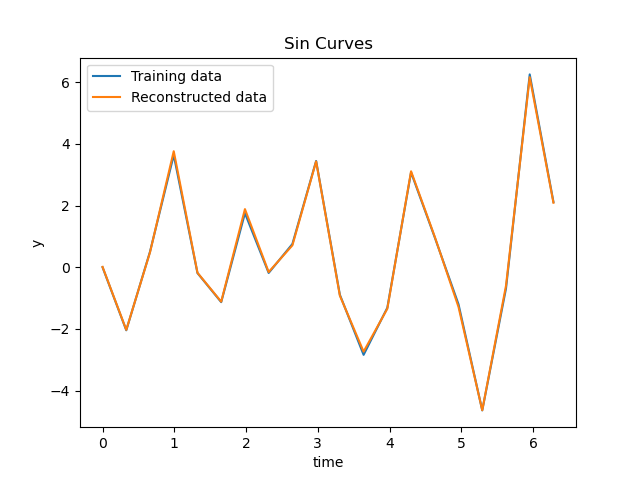 Sin Curves
Training data
Reconstructed data
6
4
2
0
−2
−4
y
0 1 2 3 4 5 6
time